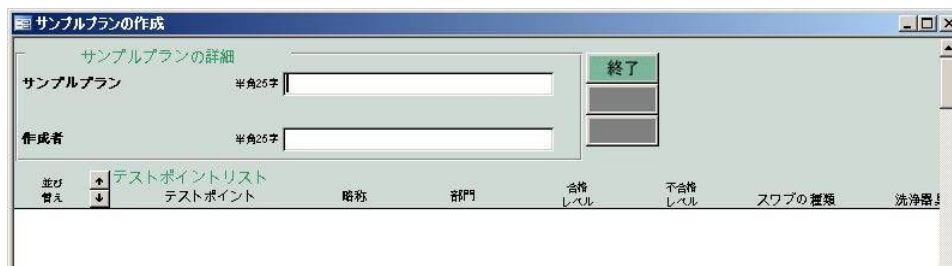 サンプルプランの作成
サンプルプランの詳細
サンプルプラン 半角25字
終了
作成者 半角25字
並び替え
テストポイントリスト
テストポイント 略称 部門 合格レベル 不合格レベル スワブの種類 洗浄器具